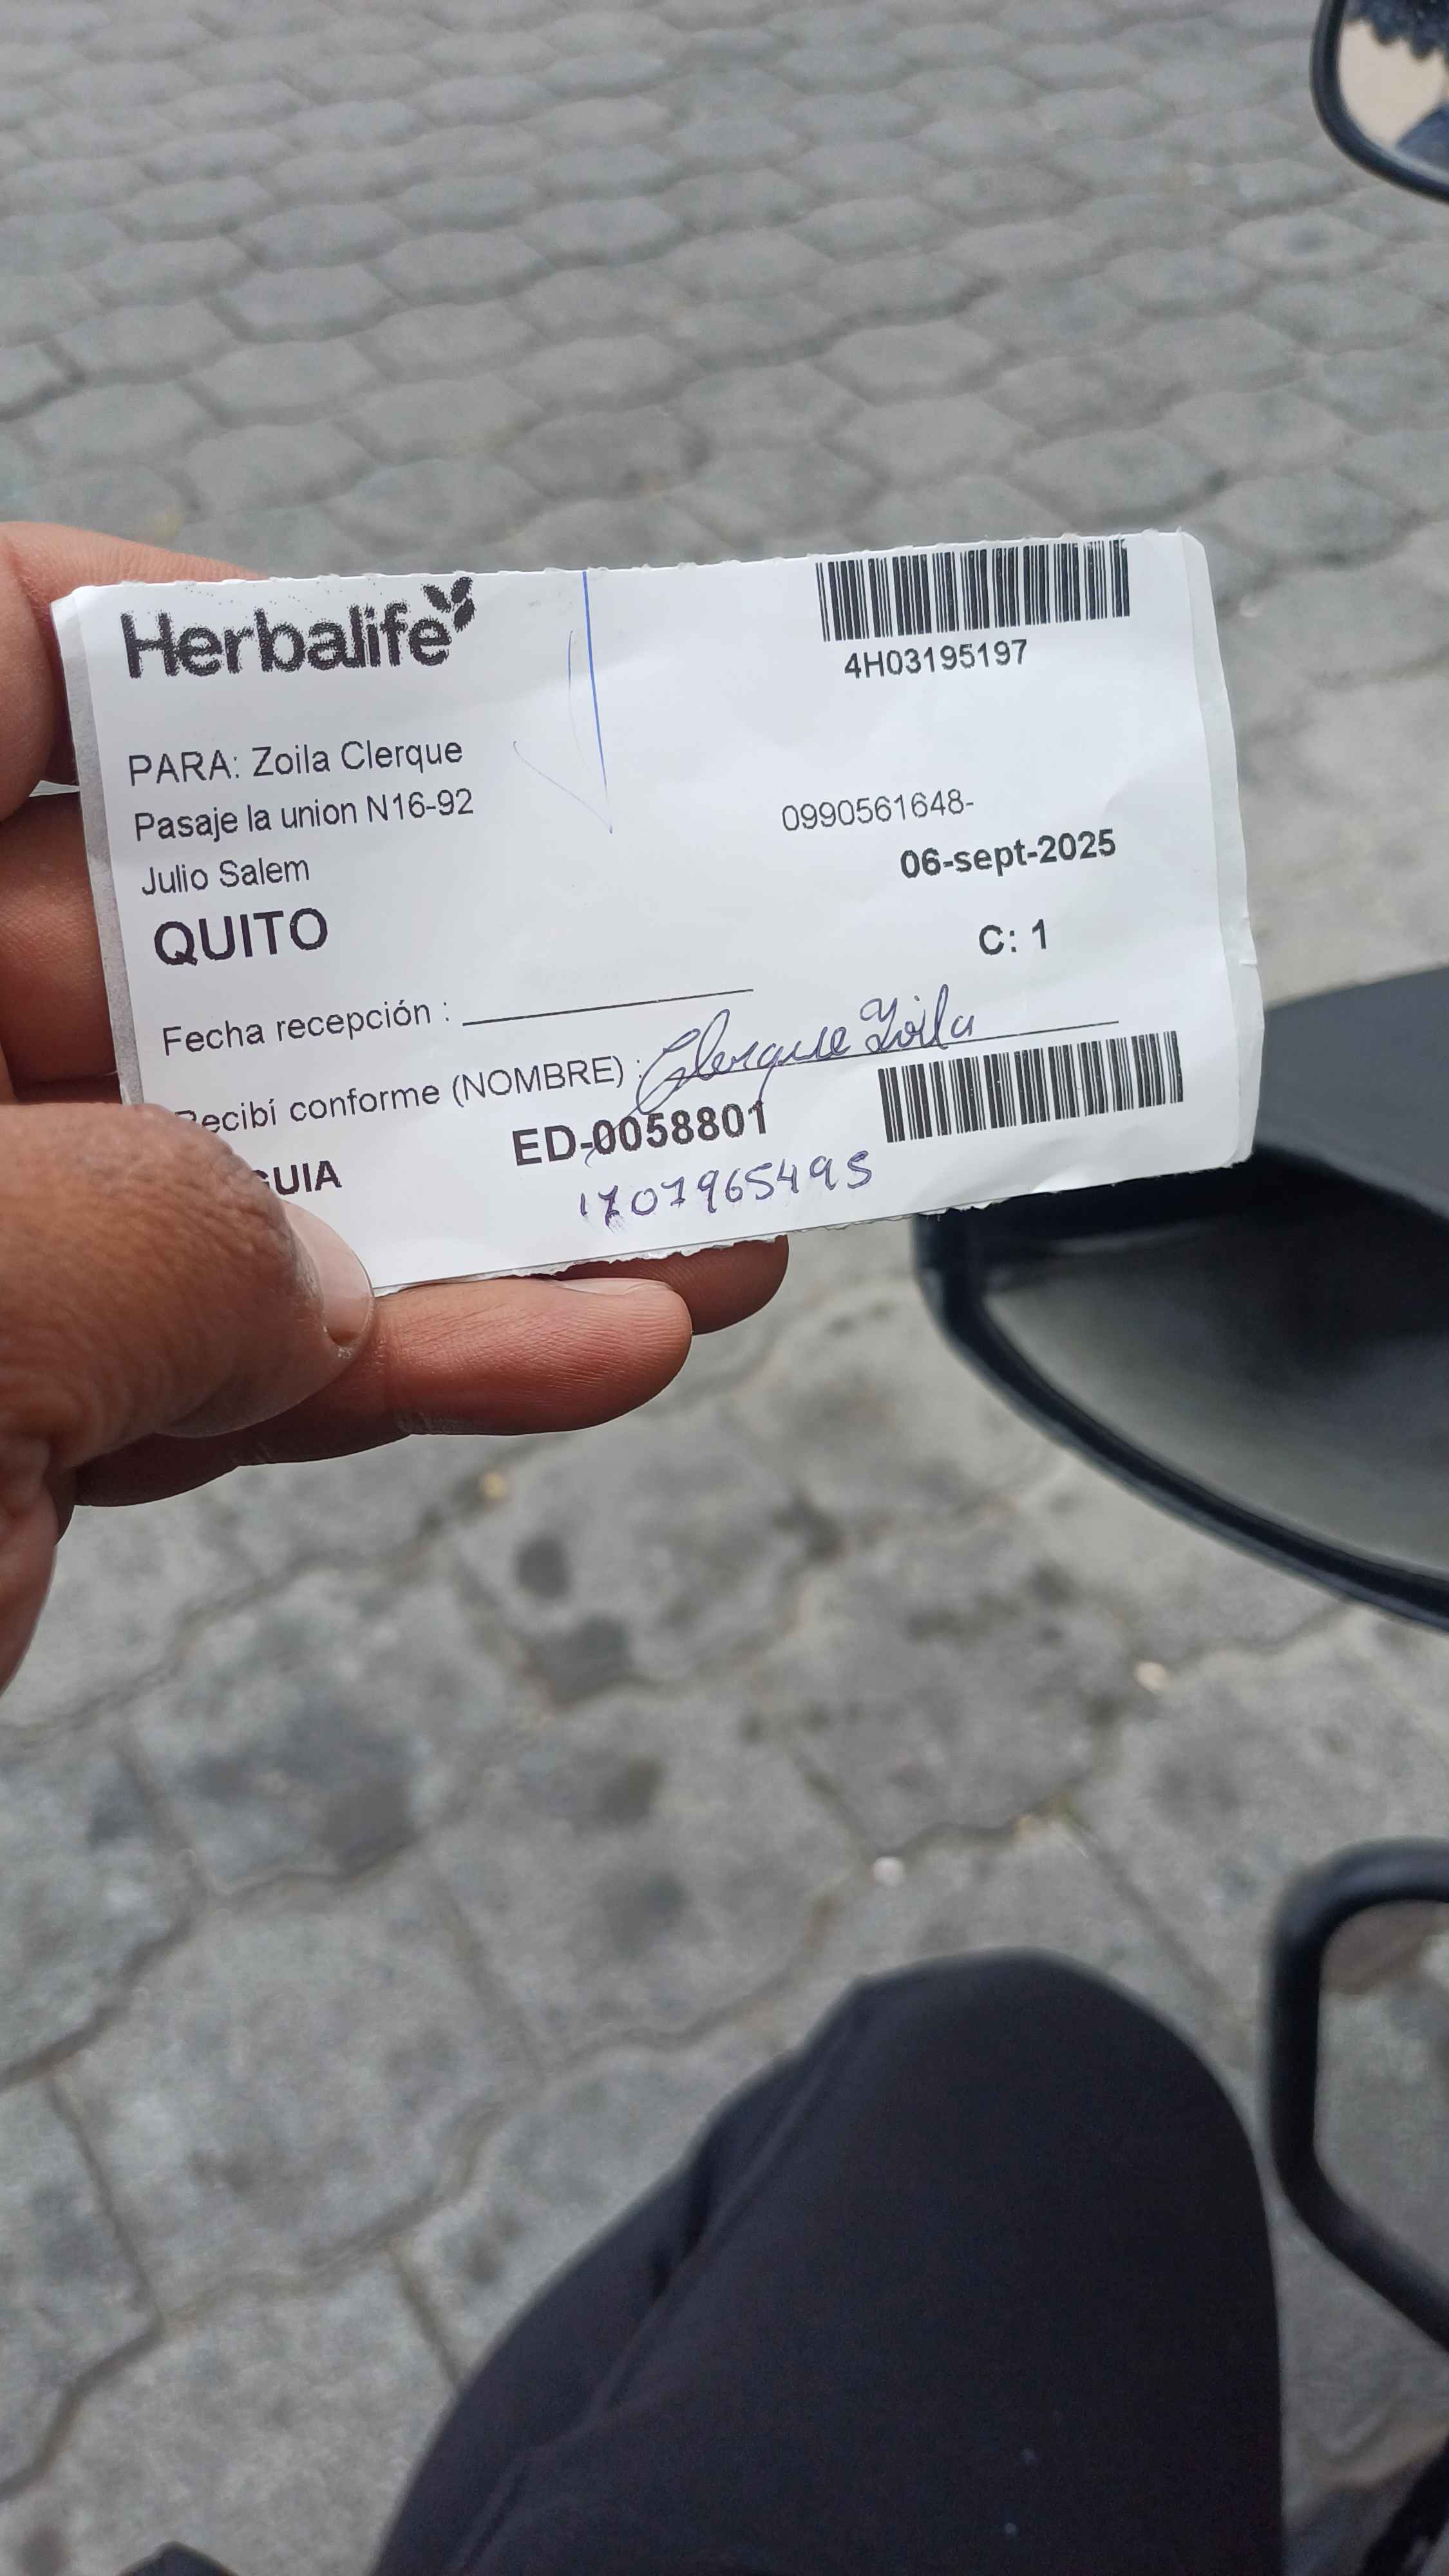 Herbalife
4H03195197
PARA: Zoila Clerque
Pasaje la union N16-92
0990561648-
Julio Salem
06-sept-2025
QUITO
C: 1
Fecha recepción :
Recibí conforme (NOMBRE) : Clerque Zoila
GUIA ED-0058801
1707965495